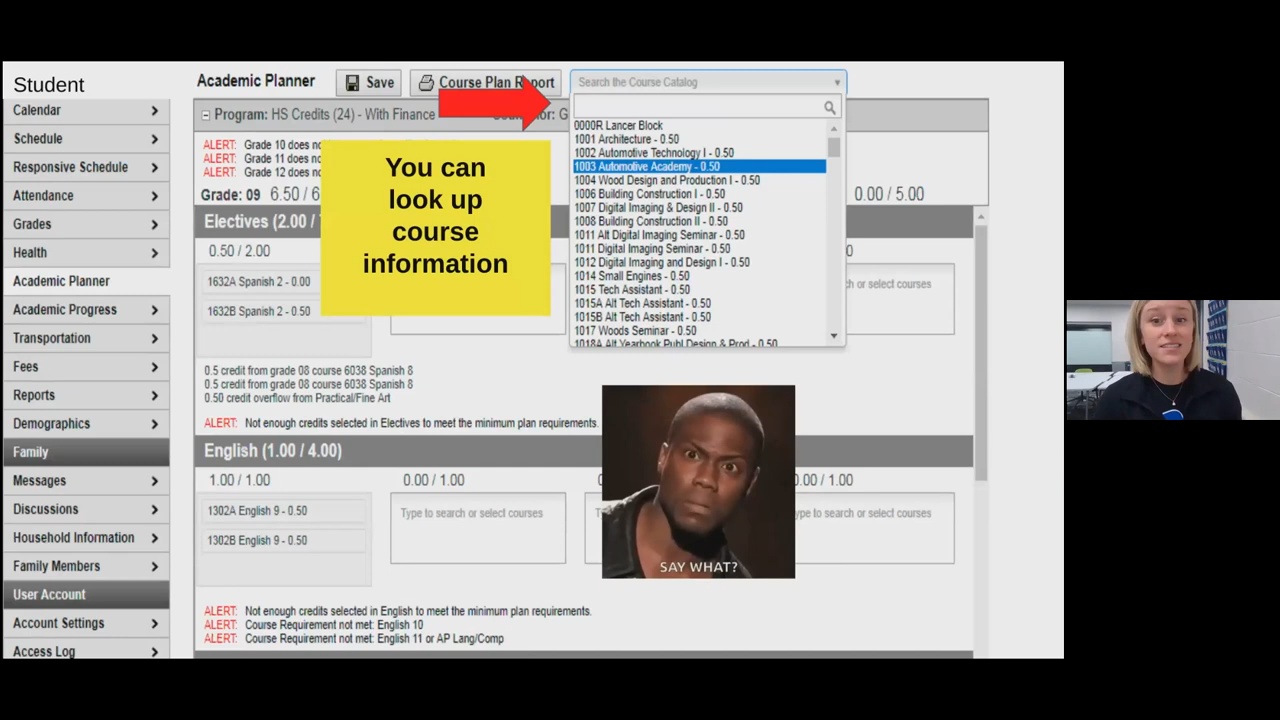 Student
Calendar
Schedule
Responsive Schedule
Attendance
Grades
Health
Academic Planner
Academic Progress
Transportation
Fees
Reports
Demographics
Family
Messages
Discussions
Household Information
Family Members
User Account
Account Settings
Access Log
Academic Planner
Save
Course Plan Report
Search the Course Catalog
Program: HS Credits (24) - With Finance
ALERT: Grade 10 does
ALERT: Grade 11 does
ALERT: Grade 12 does
Grade: 09 6.50 / 6
0.00 / 5.00
You can
look up
course
information
0000R Lancer Block
1001 Architecture - 0.50
1002 Automotive Technology I - 0.50
1003 Automotive Academy - 0.50
1004 Wood Design and Production I - 0.50
1006 Building Construction I - 0.50
1007 Digital Imaging & Design II - 0.50
1008 Building Construction II - 0.50
1011 Alt Digital Imaging Seminar - 0.50
1011 Digital Imaging Seminar - 0.50
1012 Digital Imaging and Design I - 0.50
1014 Small Engines - 0.50
1015 Tech Assistant - 0.50
1015A Alt Tech Assistant - 0.50
1015B Alt Tech Assistant - 0.50
1017 Woods Seminar - 0.50
1018A Alt Yearbook Publ Design & Prod - 0.50
Electives (2.00 /
0.50 / 2.00
1632A Spanish 2 - 0.00
1632B Spanish 2 - 0.50
or select courses
0.5 credit from grade 08 course 6038 Spanish 8
0.5 credit from grade 08 course 6038 Spanish 8
0.50 credit overflow from Practical/Fine Art
ALERT: Not enough credits selected in Electives to meet the minimum plan requirements.
English (1.00 / 4.00)
1.00 / 1.00
0.00 / 1.00
0.00 / 1.00
1302A English 9 - 0.50
1302B English 9 - 0.50
Type to search or select courses
ype to search or select courses
SAY WHAT?
ALERT: Not enough credits selected in English to meet the minimum plan requirements.
ALERT: Course Requirement not met: English 10
ALERT: Course Requirement not met: English 11 or AP Lang/Comp